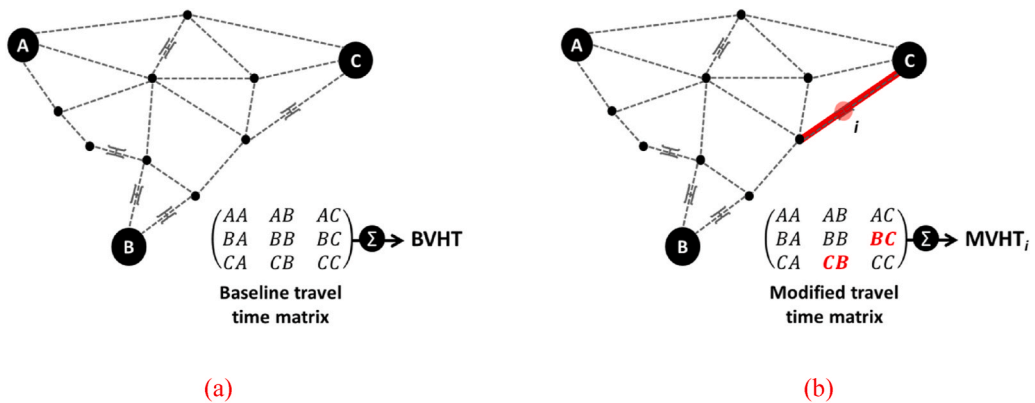 A
C
B
AA AB AC
BA BB BC
CA CB CC
Σ
BVHT
Baseline travel
time matrix
(a)
A
C
i
B
AA AB AC
BA BB BC
CA CB CC
Σ
MVHTi
Modified travel
time matrix
(b)